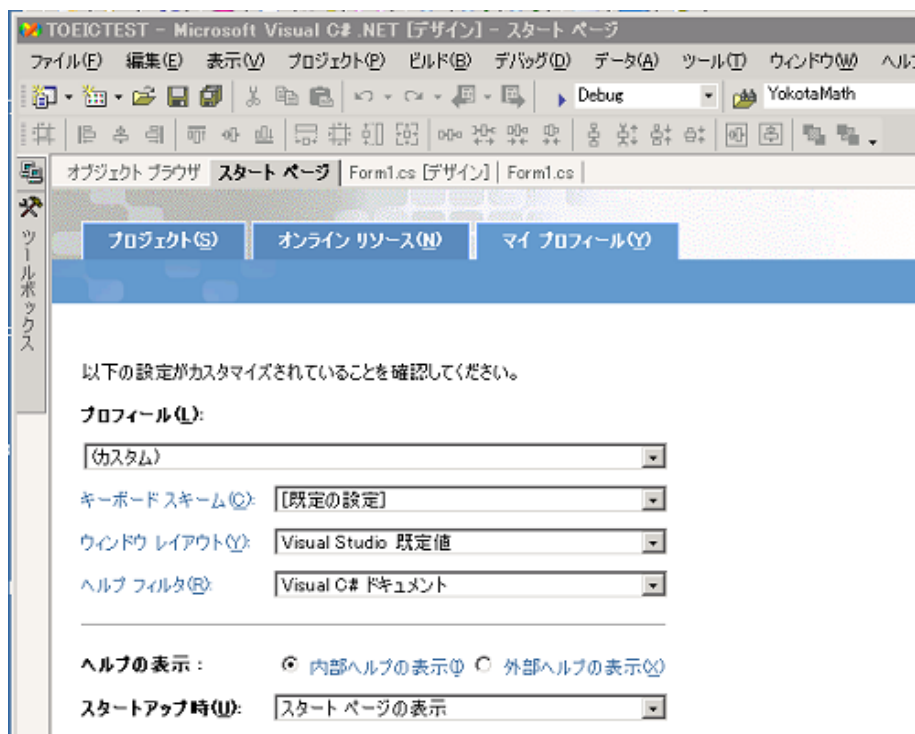 TOEICTEST - Microsoft Visual C# .NET [デザイン] - スタート ページ
ファイル(F) 編集(E) 表示(V) プロジェクト(P) ビルド(B) デバッグ(D) データ(A) ツール(T) ウィンドウ(W)
Debug YokotaMath
オブジェクト ブラウザ スタート ページ Form1.cs [デザイン] Form1.cs
ツールボックス
プロジェクト(S) オンライン リソース(N) マイ プロフィール(Y)
以下の設定がカスタマイズされていることを確認してください。
プロフィール(L):
(カスタム)
キーボード スキーム(C): [既定の設定]
ウィンドウ レイアウト(Y): Visual Studio 既定値
ヘルプ フィルタ(R): Visual C# ドキュメント
ヘルプの表示 : 内部ヘルプの表示(I) 外部ヘルプの表示(X)
スタートアップ時(U): スタート ページの表示